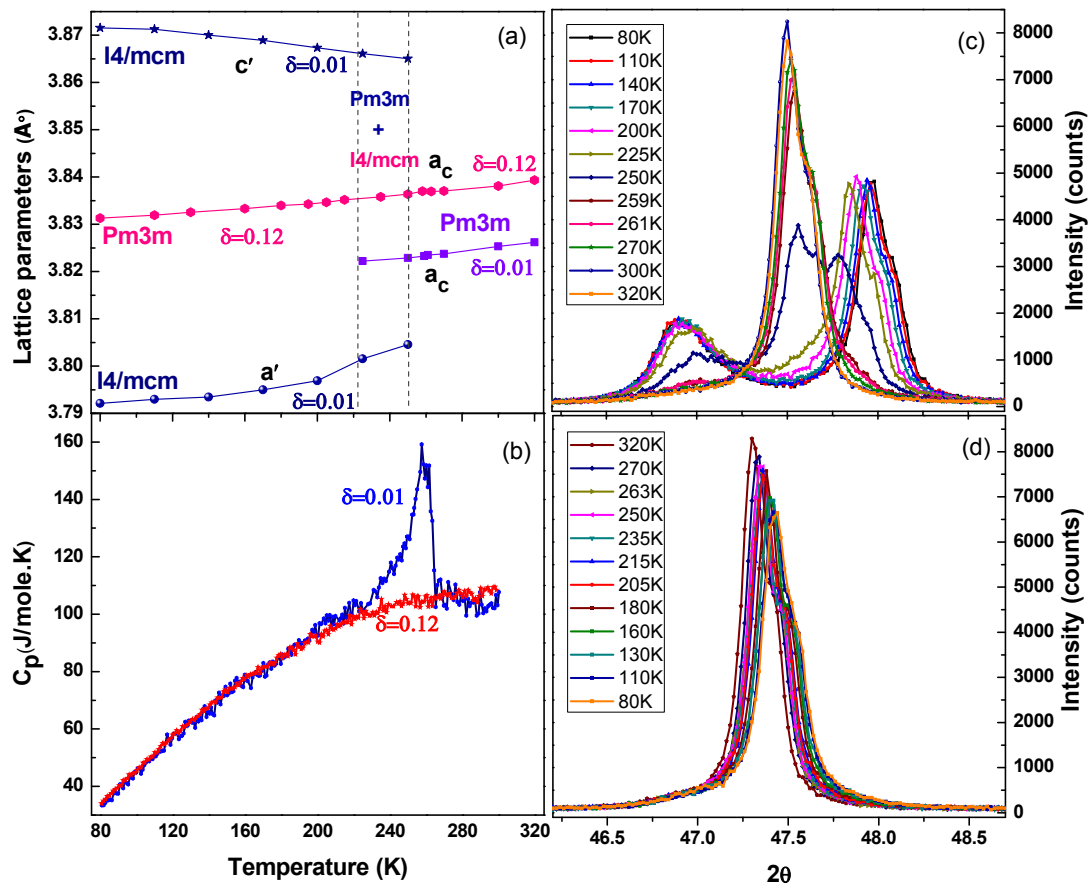 (a)
3.87
3.86
3.85
3.84
3.83
3.82
3.81
3.80
3.79
Lattice parameters (A°)
I4/mcm
c'
δ=0.01
Pm3m
+
I4/mcm
a_c
δ=0.12
Pm3m
δ=0.12
Pm3m
a_c
δ=0.01
I4/mcm
a'
δ=0.01
(b)
160
140
120
100
80
60
40
C_p(J/mole.K)
δ=0.01
δ=0.12
80
120
160
200
240
280
320
Temperature (K)
(c)
80K
110K
140K
170K
200K
225K
250K
259K
261K
270K
300K
320K
8000
7000
6000
5000
4000
3000
2000
1000
0
Intensity (counts)
(d)
320K
270K
263K
250K
235K
215K
205K
180K
160K
130K
110K
80K
8000
7000
6000
5000
4000
3000
2000
1000
0
Intensity (counts)
46.5
47.0
47.5
48.0
48.5
2θ